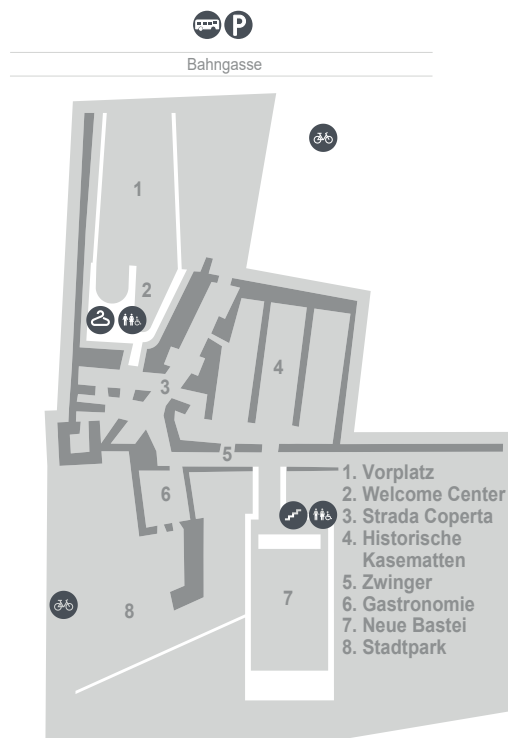 P
Bahngasse
1
2
3
4
5
6
7
8
1. Vorplatz
2. Welcome Center
3. Strada Coperta
4. Historische
Kasematten
5. Zwinger
6. Gastronomie
7. Neue Bastei
8. Stadtpark